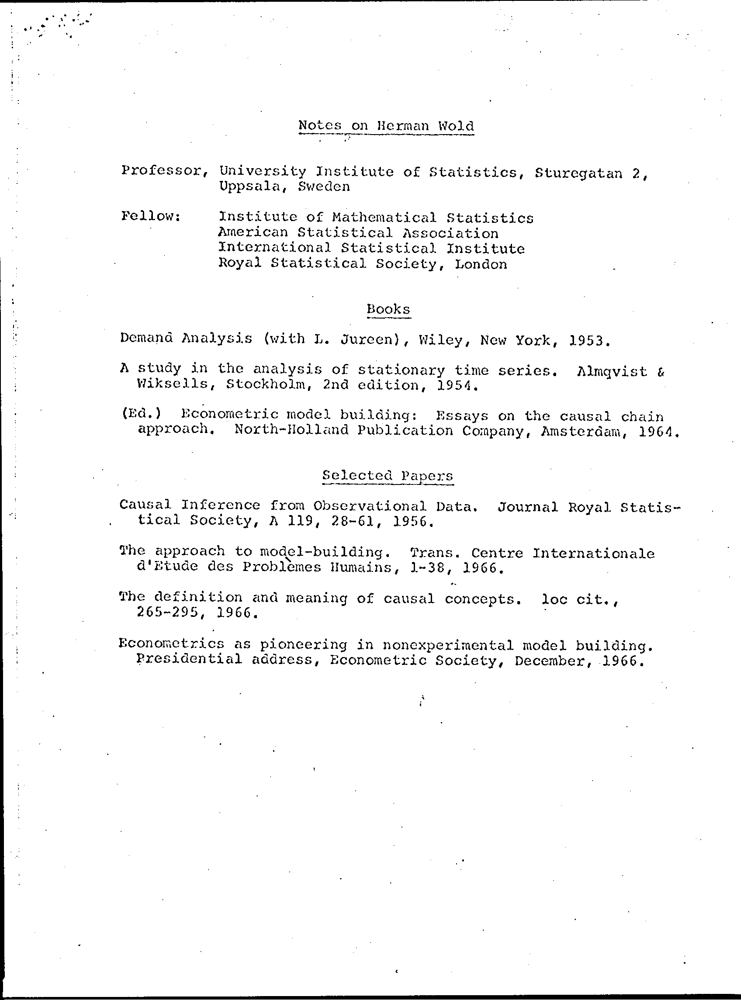 Notes on Herman Wold
Professor, University Institute of Statistics, Sturegatan 2,
Uppsala, Sweden
Fellow: Institute of Mathematical Statistics
American Statistical Association
International Statistical Institute
Royal Statistical Society, London
Books
Demand Analysis (with L. Jureen), Wiley, New York, 1953.
A study in the analysis of stationary time series. Almqvist &
Wiksells, Stockholm, 2nd edition, 1954.
(Ed.) Econometric model building: Essays on the causal chain
approach. North-Holland Publication Company, Amsterdam, 1964.
Selected Papers
Causal Inference from Observational Data. Journal Royal Statis-
tical Society, A 119, 28-61, 1956.
The approach to model-building. Trans. Centre Internationale
d'Etude des Problèmes Humains, 1-38, 1966.
The definition and meaning of causal concepts. loc cit.,
265-295, 1966.
Econometrics as pioneering in nonexperimental model building.
Presidential address, Econometric Society, December, 1966.